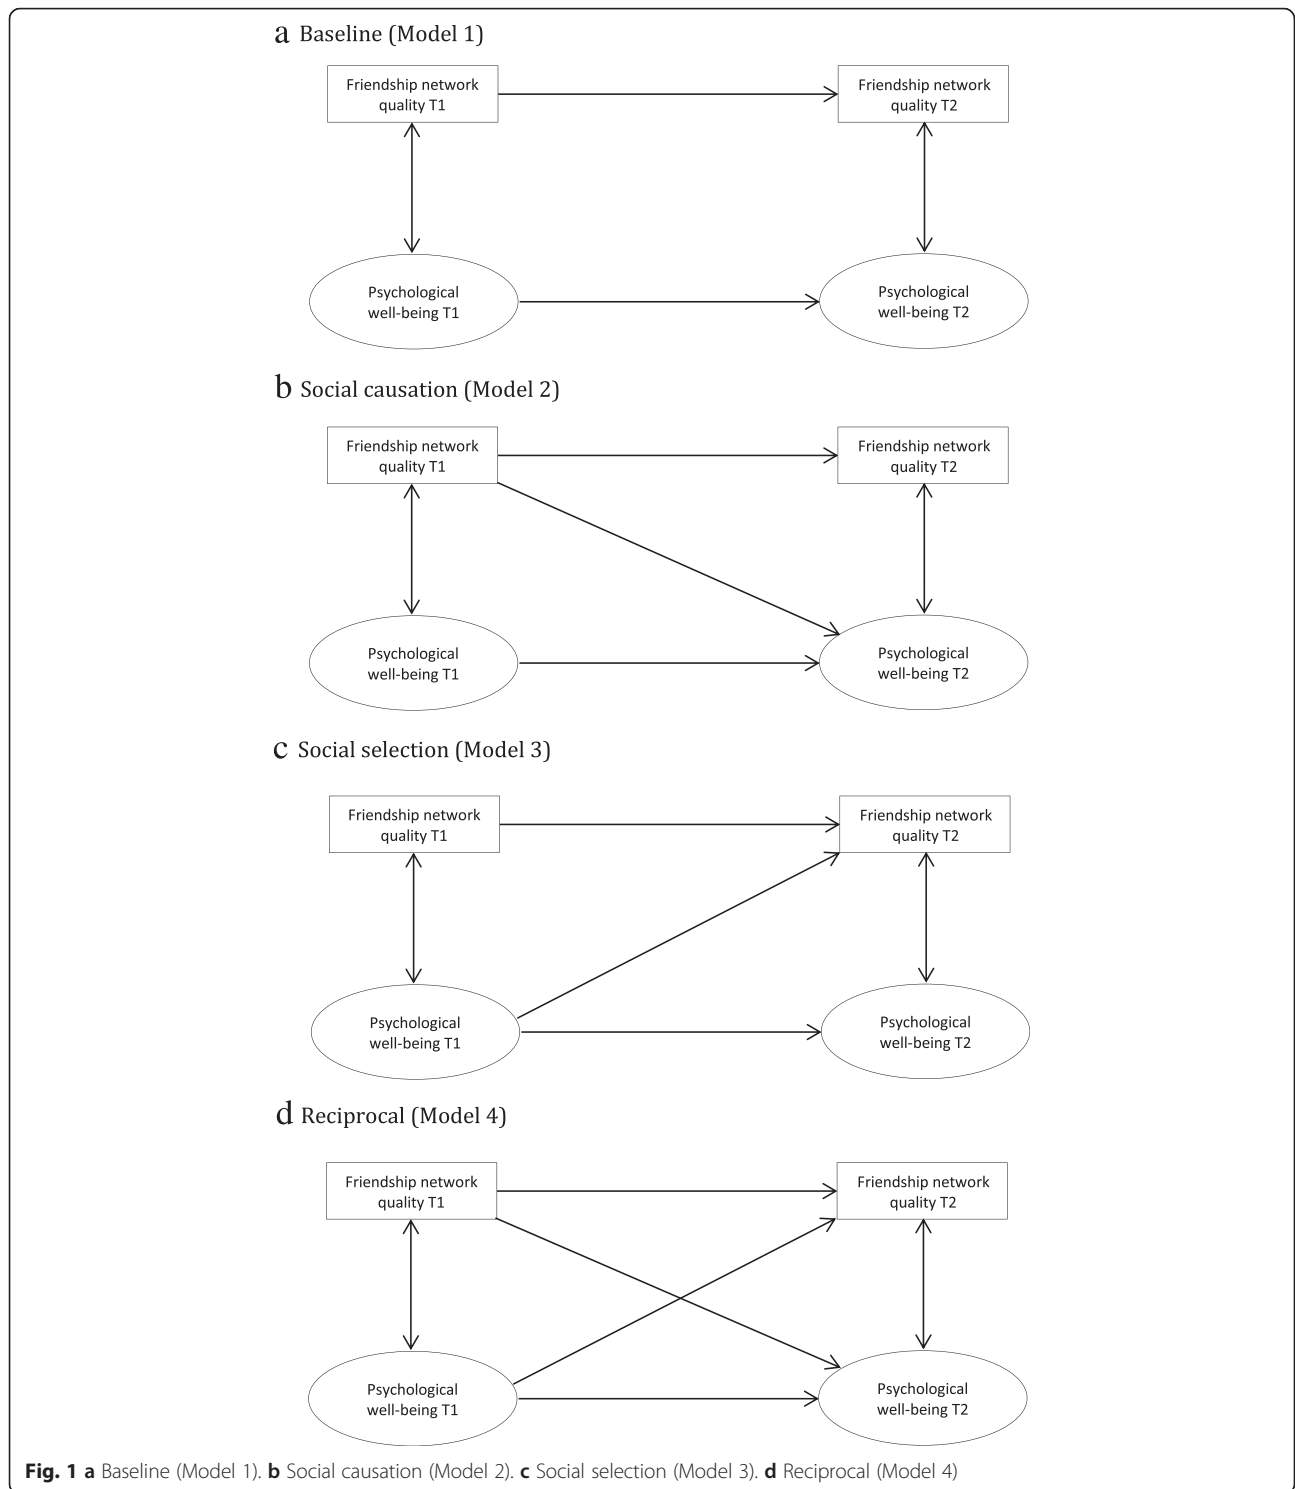 a Baseline (Model 1)
Friendship network
quality T1
Friendship network
quality T2
Psychological
well-being T1
Psychological
well-being T2
b Social causation (Model 2)
Friendship network
quality T1
Friendship network
quality T2
Psychological
well-being T1
Psychological
well-being T2
c Social selection (Model 3)
Friendship network
quality T1
Friendship network
quality T2
Psychological
well-being T1
Psychological
well-being T2
d Reciprocal (Model 4)
Friendship network
quality T1
Friendship network
quality T2
Psychological
well-being T1
Psychological
well-being T2
Fig. 1 a Baseline (Model 1). b Social causation (Model 2). c Social selection (Model 3). d Reciprocal (Model 4)